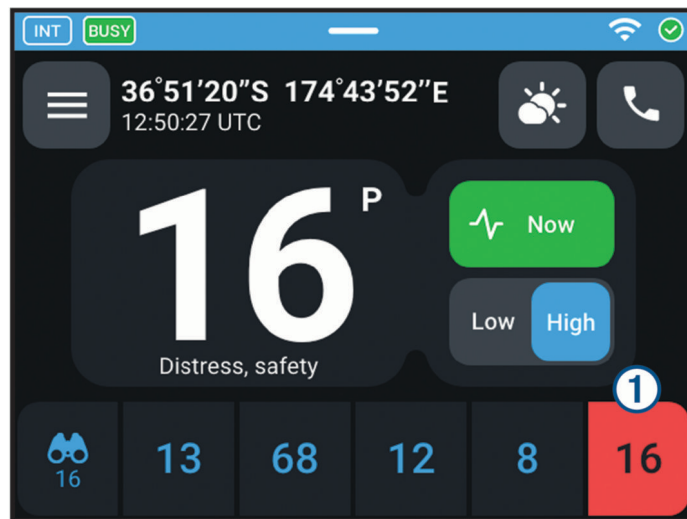 INT BUSY
36°51'20"S 174°43'52''E
12:50:27 UTC
16 P
Now
Low High
Distress, safety
1
16 13 68 12 8 16